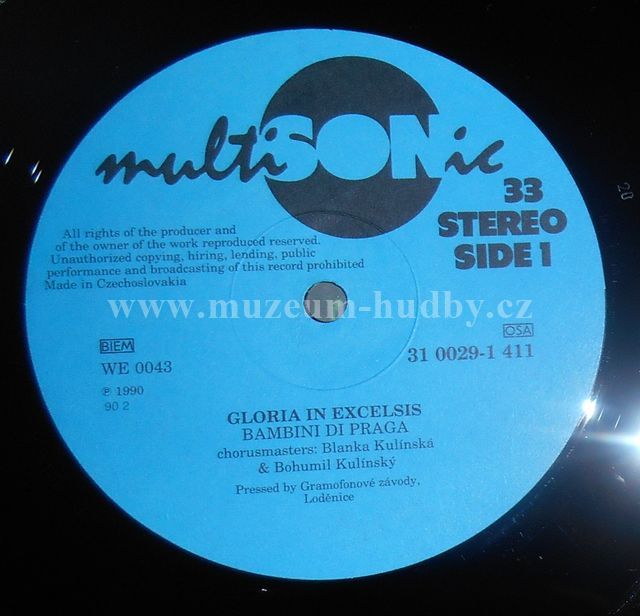 multiSONic
33
STEREO
SIDE 1
All rights of the producer and
of the owner of the work reproduced reserved.
Unauthorized copying, hiring, lending, public
performance and broadcasting of this record prohibited
Made in Czechoslovakia
www.muzeum-hudby.cz
BIEM
WE 0043
℗ 1990
90 2
OSA
31 0029-1 411
GLORIA IN EXCELSIS
BAMBINI DI PRAGA
chorusmasters: Blanka Kulínská
& Bohumil Kulínský
Pressed by Gramofonové závody,
Loděnice
20